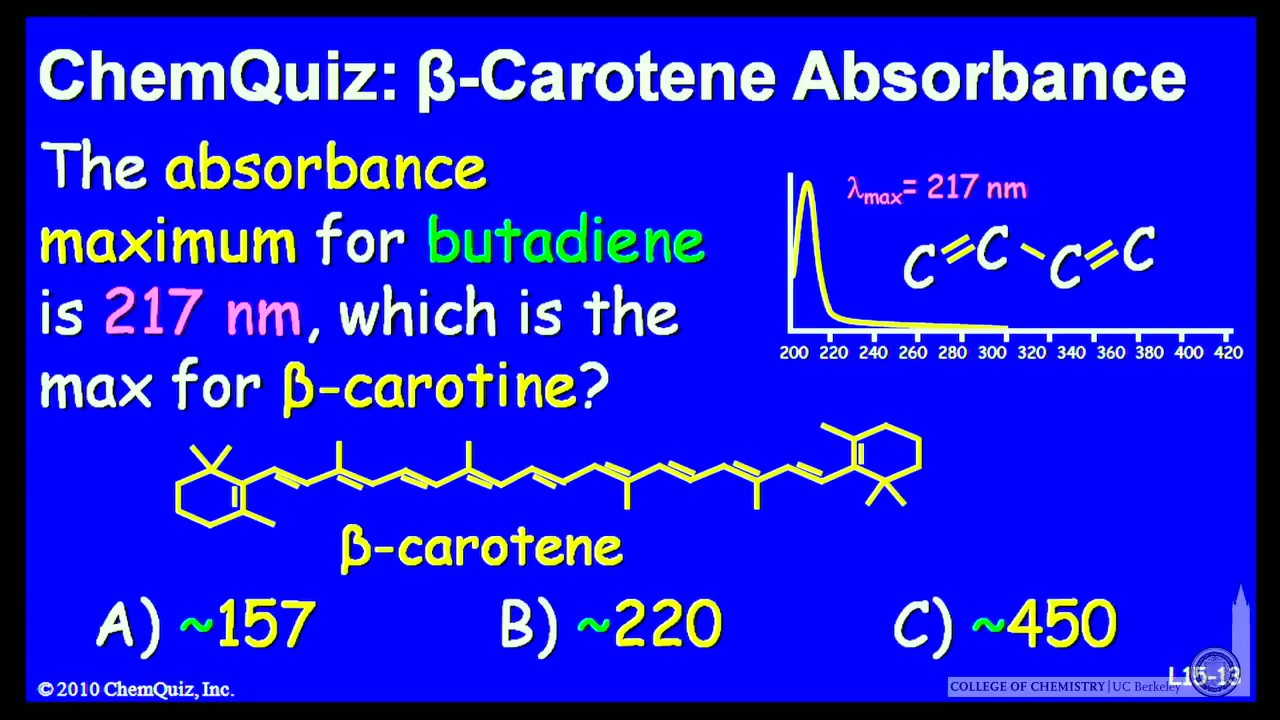 ChemQuiz: β-Carotene Absorbance
The absorbance
maximum for butadiene
is 217 nm, which is the
max for β-carotine?
λmax= 217 nm
C=C-C=C
200 220 240 260 280 300 320 340 360 380 400 420
β-carotene
A) ~157 B) ~220 C) ~450
L15-13
© 2010 ChemQuiz, Inc.
COLLEGE OF CHEMISTRY | UC Berkeley